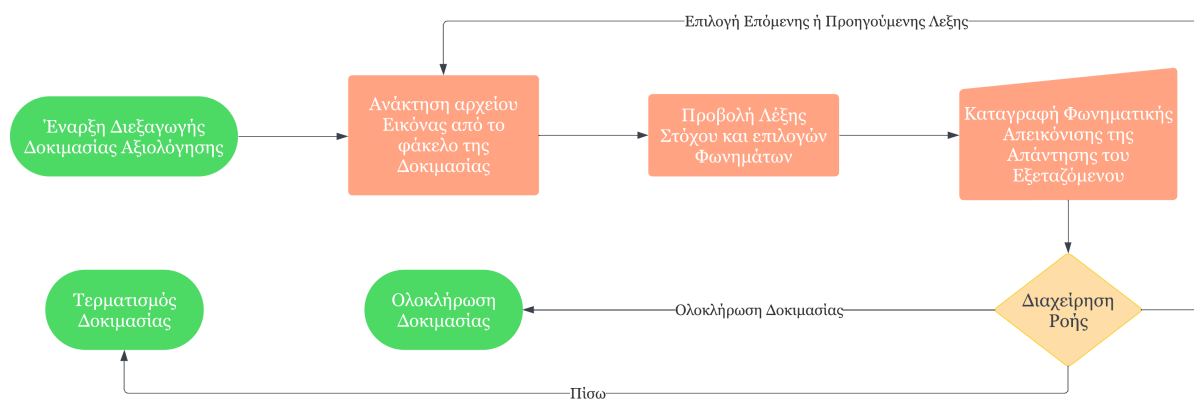 Επιλογή Επόμενης ή Προηγούμενης Λεξης
Έναρξη Διεξαγωγής
Δοκιμασίας Αξιολόγησης
Ανάκτηση αρχείου
Εικόνας από το
φάκελο της
Δοκιμασίας
Προβολή Λέξης
Στόχου και επιλογών
Φωνημάτων
Καταγραφή Φωνηματικής
Απεικόνισης της
Απάντησης του
Εξεταζόμενου
Τερματισμός
Δοκιμασίας
Ολοκλήρωση
Δοκιμασίας
Ολοκλήρωση Δοκιμασίας
Διαχείρηση
Ροής
Πίσω